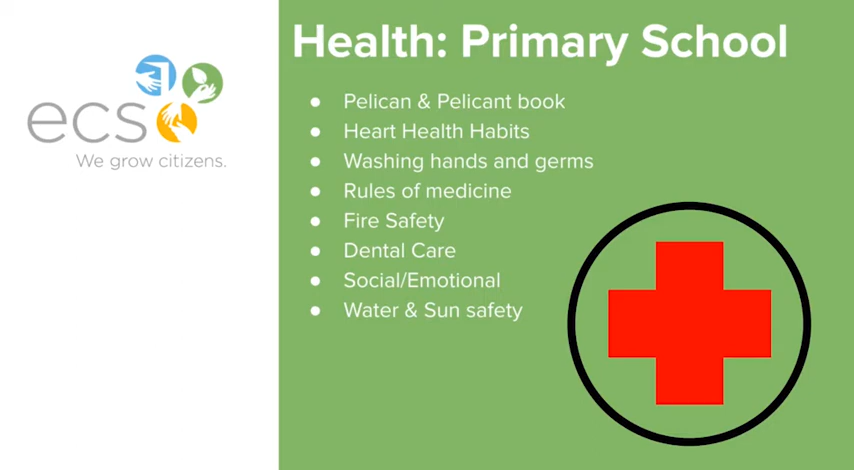 ecs
We grow citizens.
Health: Primary School
● Pelican & Pelicant book
● Heart Health Habits
● Washing hands and germs
● Rules of medicine
● Fire Safety
● Dental Care
● Social/Emotional
● Water & Sun safety